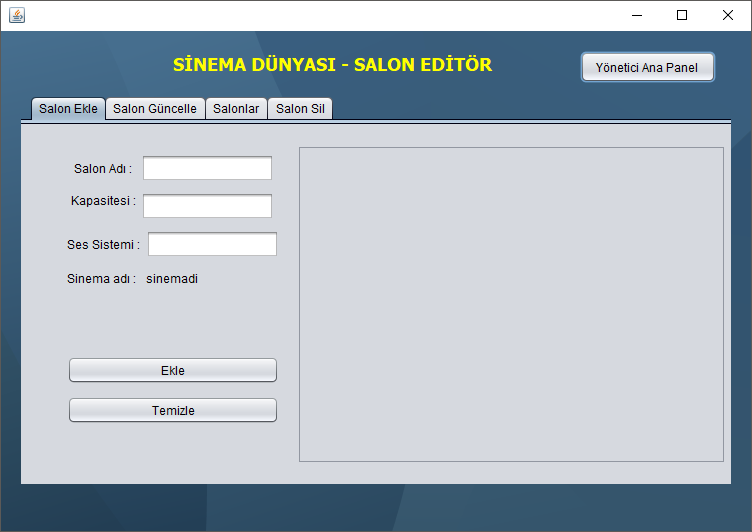 SİNEMA DÜNYASI - SALON EDİTÖR
Yönetici Ana Panel
Salon Ekle
Salon Güncelle
Salonlar
Salon Sil
Salon Adı :
Kapasitesi :
Ses Sistemi :
Sinema adı : sinemadi
Ekle
Temizle